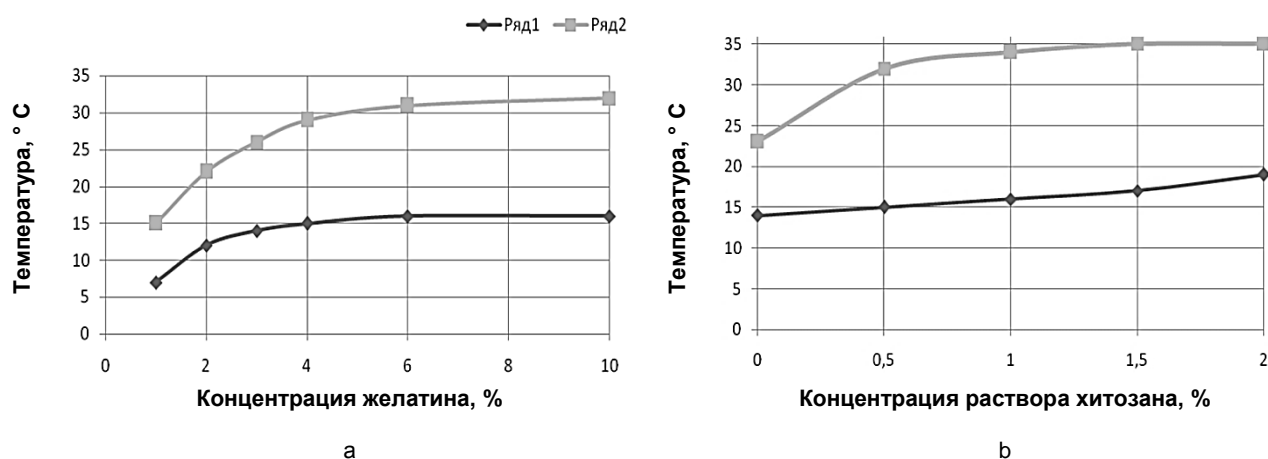 Ряд1 Ряд2
Температура, ° С
35
30
25
20
15
10
5
0
0 2 4 6 8 10
Концентрация желатина, %
a
Температура, ° С
35
30
25
20
15
10
5
0
0 0,5 1 1,5 2
Концентрация раствора хитозана, %
b